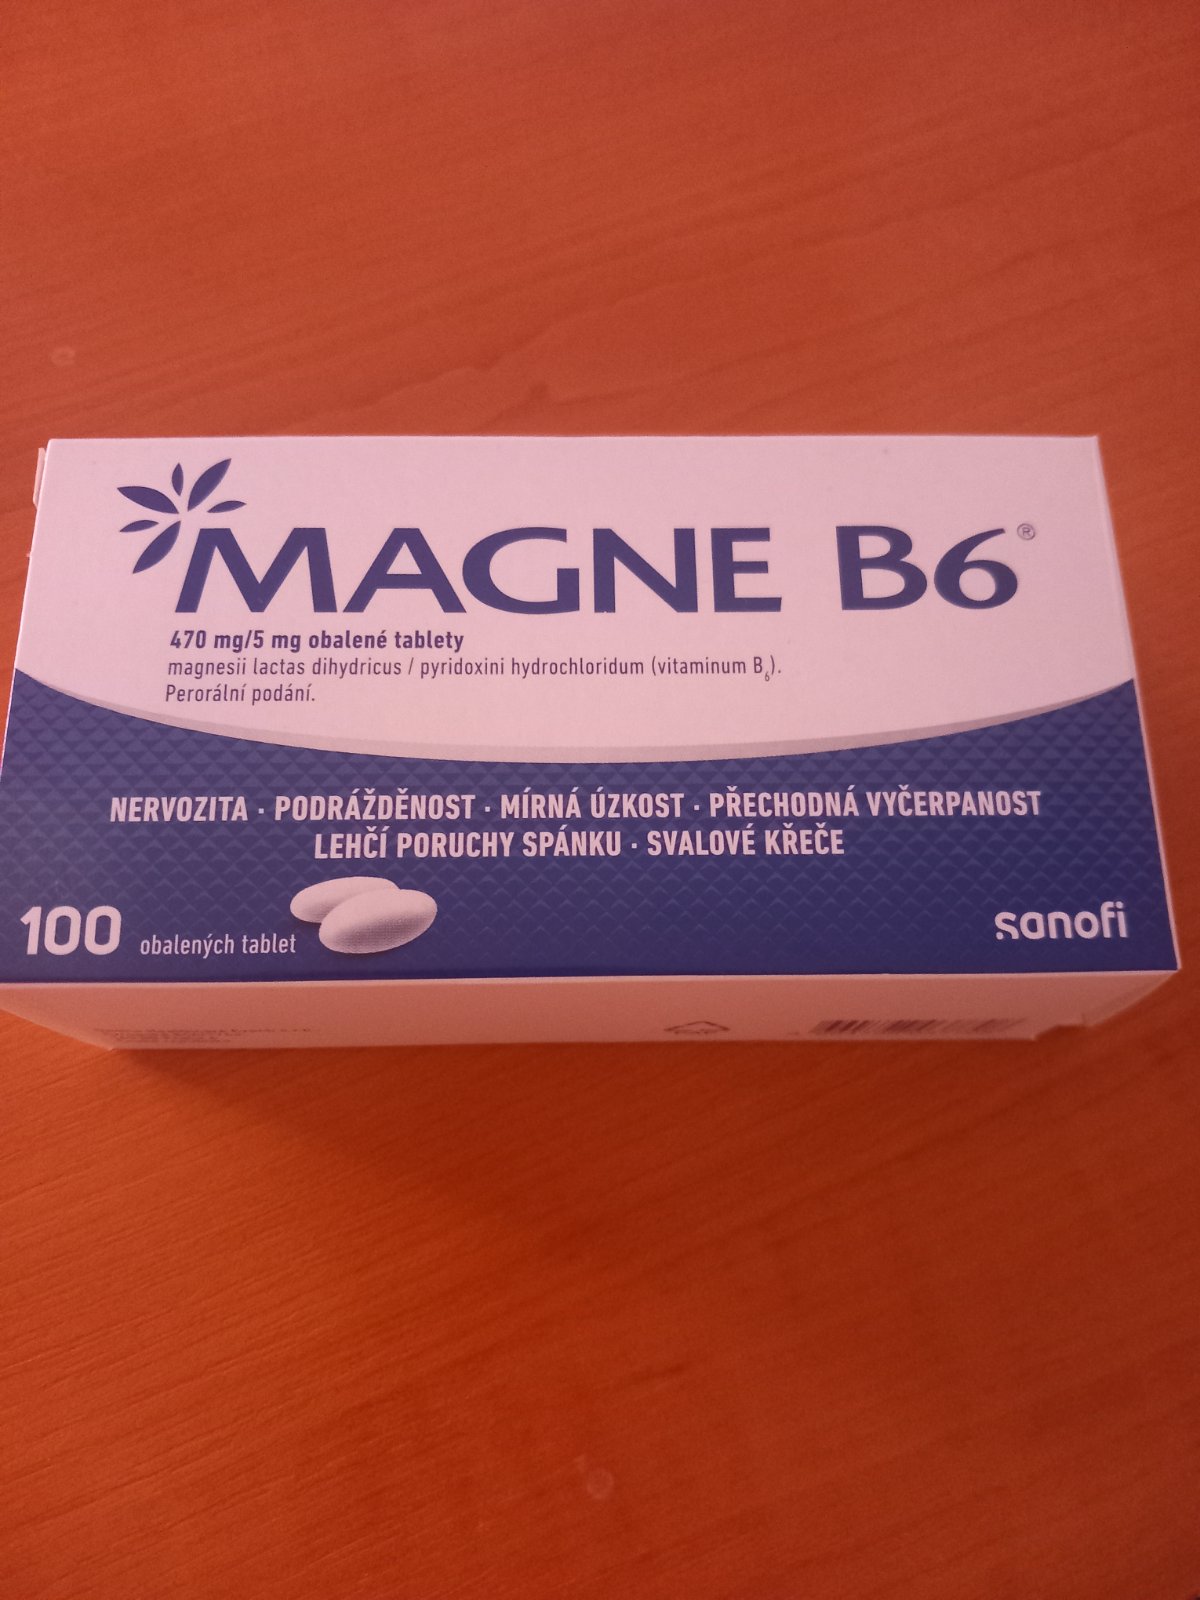 MAGNE B6®
470 mg/5 mg obalené tablety
magnesii lactas dihydricus / pyridoxini hydrochloridum (vitaminum B₆).
Perorální podání.
NERVOZITA · PODRÁŽDĚNOST · MÍRNÁ ÚZKOST · PŘECHODNÁ VYČERPANOST
LEHČÍ PORUCHY SPÁNKU · SVALOVÉ KŘEČE
100 obalených tablet
sanofi